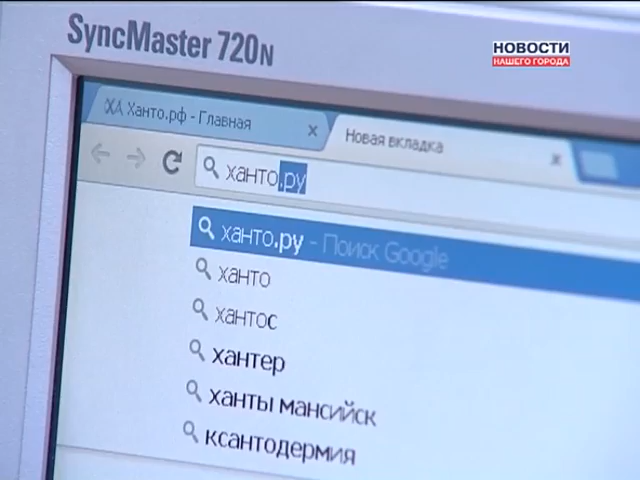 SyncMaster 720N
НОВОСТИ
НАШЕГО ГОРОДА
ХА Ханто.рф - Главная
Новая вкладка
ханто.ру
ханто.ру - Поиск Google
ханто
хантос
хантер
ханты мансийск
ксантодермия